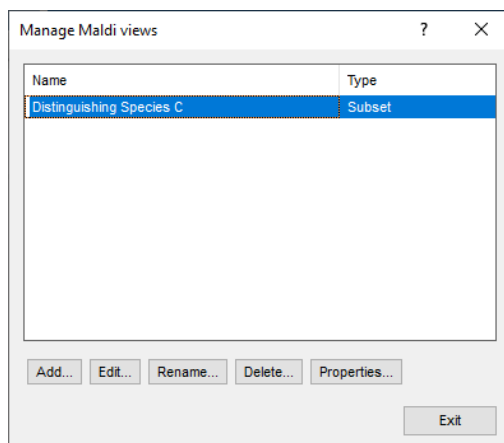 Manage Maldi views ?
Name Type
Distinguishing Species C Subset
Add... Edit... Rename... Delete... Properties...
Exit